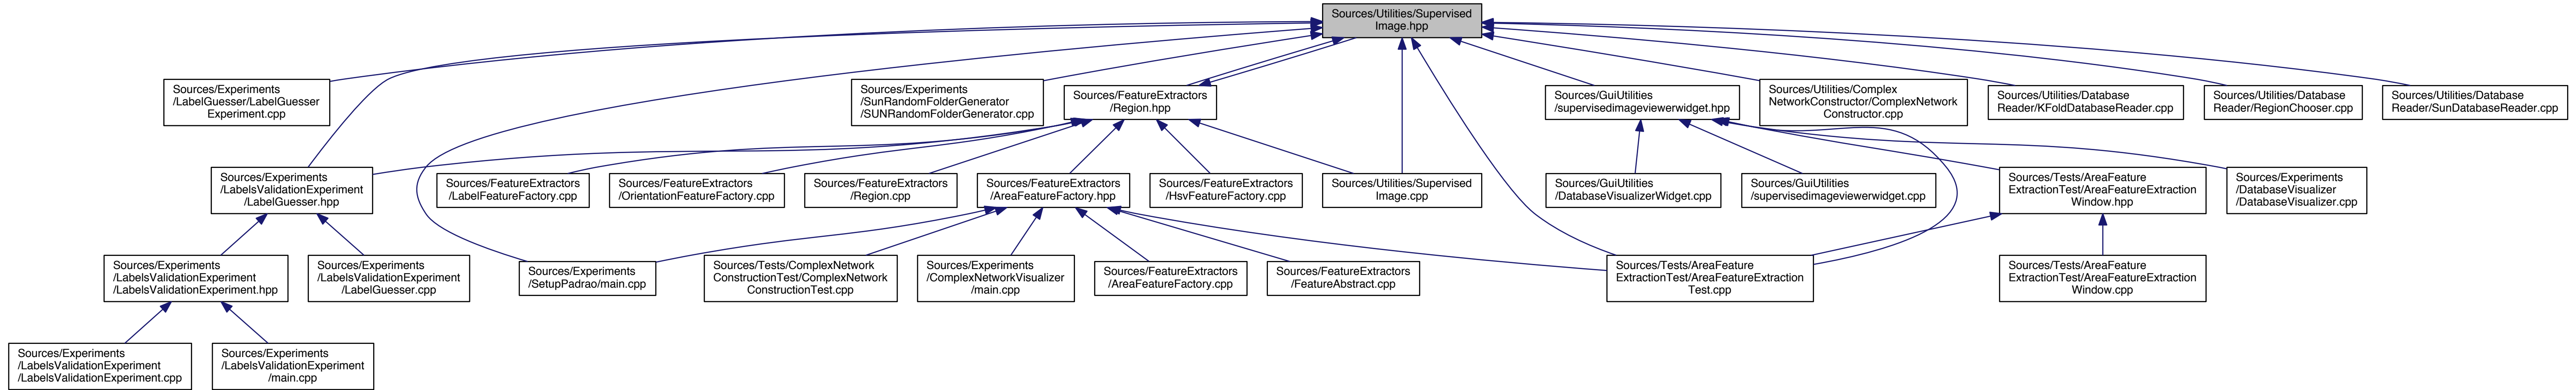 Sources/Utilities/Supervised
Image.hpp
Sources/Experiments
/LabelGuesser/LabelGuesser
Experiment.cpp
Sources/Experiments
/SunRandomFolderGenerator
/SUNRandomFolderGenerator.cpp
Sources/FeatureExtractors
/Region.hpp
Sources/GuiUtilities
/supervisedimageviewerwidget.hpp
Sources/Utilities/Complex
NetworkConstructor/ComplexNetwork
Constructor.cpp
Sources/Utilities/Database
Reader/KFoldDatabaseReader.cpp
Sources/Utilities/Database
Reader/RegionChooser.cpp
Sources/Utilities/Database
Reader/SunDatabaseReader.cpp
Sources/Experiments
/LabelsValidationExperiment
/LabelGuesser.hpp
Sources/FeatureExtractors
/LabelFeatureFactory.cpp
Sources/FeatureExtractors
/OrientationFeatureFactory.cpp
Sources/FeatureExtractors
/Region.cpp
Sources/FeatureExtractors
/AreaFeatureFactory.hpp
Sources/FeatureExtractors
/HsvFeatureFactory.cpp
Sources/Utilities/Supervised
Image.cpp
Sources/GuiUtilities
/DatabaseVisualizerWidget.cpp
Sources/GuiUtilities
/supervisedimageviewerwidget.cpp
Sources/Tests/AreaFeature
ExtractionTest/AreaFeatureExtraction
Window.hpp
Sources/Experiments
/DatabaseVisualizer
/DatabaseVisualizer.cpp
Sources/Experiments
/LabelsValidationExperiment
/LabelsValidationExperiment.hpp
Sources/Experiments
/LabelsValidationExperiment
/LabelGuesser.cpp
Sources/Experiments
/SetupPadrao/main.cpp
Sources/Tests/ComplexNetwork
ConstructionTest/ComplexNetwork
ConstructionTest.cpp
Sources/Experiments
/ComplexNetworkVisualizer
/main.cpp
Sources/FeatureExtractors
/AreaFeatureFactory.cpp
Sources/FeatureExtractors
/FeatureAbstract.cpp
Sources/Tests/AreaFeature
ExtractionTest/AreaFeatureExtraction
Test.cpp
Sources/Tests/AreaFeature
ExtractionTest/AreaFeatureExtraction
Window.cpp
Sources/Experiments
/LabelsValidationExperiment
/LabelsValidationExperiment.cpp
Sources/Experiments
/LabelsValidationExperiment
/main.cpp